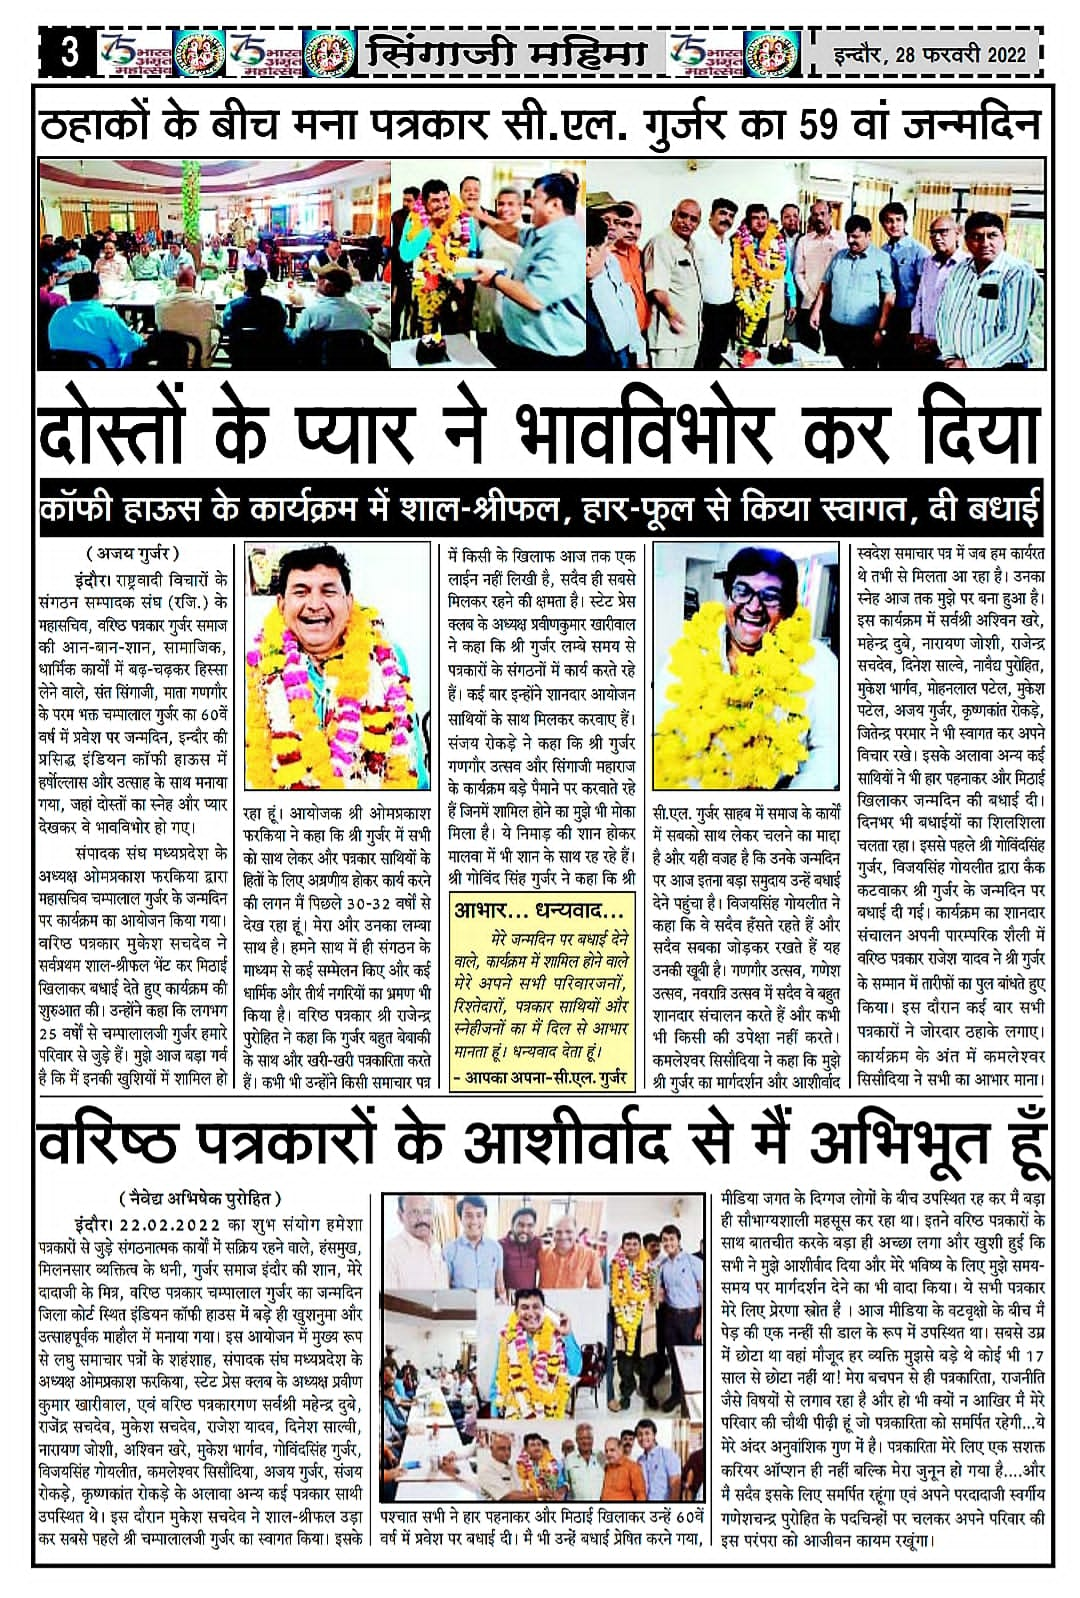 3
75 भारत अमृत महोत्सव
75 भारत अमृत महोत्सव
सिंगाजी महिमा
75 भारत अमृत महोत्सव
इन्दौर, 28 फरवरी 2022
ठहाकों के बीच मना पत्रकार सी.एल. गुर्जर का 59 वां जन्मदिन
दोस्तों के प्यार ने भावविभोर कर दिया
कॉफी हाऊस के कार्यक्रम में शाल-श्रीफल, हार-फूल से किया स्वागत, दी बधाई
( अजय गुर्जर )
इंदौर। राष्ट्रवादी विचारों के
संगठन सम्पादक संघ (रजि.) के
महासचिव, वरिष्ठ पत्रकार गुर्जर समाज
की आन-बान-शान, सामाजिक,
धार्मिक कार्यों में बढ़-चढ़कर हिस्सा
लेने वाले, संत सिंगाजी, माता गणगौर
के परम भक्त चम्पालाल गुर्जर का 60वें
वर्ष में प्रवेश पर जन्मदिन, इन्दौर की
प्रसिद्ध इंडियन कॉफी हाऊस में
हर्षोल्लास और उत्साह के साथ मनाया
गया, जहां दोस्तों का स्नेह और प्यार
देखकर वे भावविभोर हो गए।
संपादक संघ मध्यप्रदेश के
अध्यक्ष ओमप्रकाश फरकिया द्वारा
महासचिव चम्पालाल गुर्जर के जन्मदिन
पर कार्यक्रम का आयोजन किया गया।
वरिष्ठ पत्रकार मुकेश सचदेव ने
सर्वप्रथम शाल-श्रीफल भेंट कर मिठाई
खिलाकर बधाई देते हुए कार्यक्रम की
शुरुआत की। उन्होंने कहा कि लगभग
25 वर्षों से चम्पालालजी गुर्जर हमारे
परिवार से जुड़े हैं। मुझे आज बड़ा गर्व
है कि मैं इनकी खुशियों में शामिल हो
रहा हूं। आयोजक श्री ओमप्रकाश
फरकिया ने कहा कि श्री गुर्जर में सभी
को साथ लेकर और पत्रकार साथियों के
हितों के लिए अग्रणीय होकर कार्य करने
की लगन मैं पिछले 30-32 वर्षों से
देख रहा हूं। मेरा और उनका लम्बा
साथ है। हमने साथ में ही संगठन के
माध्यम से कई सम्मेलन किए और कई
धार्मिक और तीर्थ नगरियों का भ्रमण भी
किया है। वरिष्ठ पत्रकार श्री राजेन्द्र
पुरोहित ने कहा कि गुर्जर बहुत बेबाकी
के साथ और खरी-खरी पत्रकारिता करते
हैं। कभी भी उन्होंने किसी समाचार पत्र
में किसी के खिलाफ आज तक एक
लाईन नहीं लिखी है, सदैव ही सबसे
मिलकर रहने की क्षमता है। स्टेट प्रेस
क्लब के अध्यक्ष प्रवीणकुमार खारीवाल
ने कहा कि श्री गुर्जर लम्बे समय से
पत्रकारों के संगठनों में कार्य करते रहे
हैं। कई बार इन्होंने शानदार आयोजन
साथियों के साथ मिलकर करवाए हैं।
संजय रोकड़े ने कहा कि श्री गुर्जर
गणगौर उत्सव और सिंगाजी महाराज
के कार्यक्रम बड़े पैमाने पर करवाते रहे
हैं जिनमें शामिल होने का मुझे भी मोका
मिला है। ये निमाड़ की शान होकर
मालवा में भी शान के साथ रह रहे हैं।
श्री गोविंद सिंह गुर्जर ने कहा कि श्री
आभार... धन्यवाद...
मेरे जन्मदिन पर बधाई देने
वाले, कार्यक्रम में शामिल होने वाले
मेरे अपने सभी परिवारजनों,
रिश्तेदारों, पत्रकार साथियों और
स्नेहीजनों का मैं दिल से आभार
मानता हूं। धन्यवाद देता हूं।
- आपका अपना-सी.एल. गुर्जर
सी.एल. गुर्जर साहब में समाज के कार्यों
में सबको साथ लेकर चलने का माद्दा
है और यही वजह है कि उनके जन्मदिन
पर आज इतना बड़ा समुदाय उन्हें बधाई
देने पहुंचा है। विजयसिंह गोयलीत ने
कहा कि वे सदैव हँसते रहते हैं और
सदैव सबका जोड़कर रखते हैं यह
उनकी खूबी है। गणगौर उत्सव, गणेश
उत्सव, नवरात्रि उत्सव में सदैव वे बहुत
शानदार संचालन करते हैं और कभी
भी किसी की उपेक्षा नहीं करते।
कमलेश्वर सिसौदिया ने कहा कि मुझे
श्री गुर्जर का मार्गदर्शन और आशीर्वाद
स्वदेश समाचार पत्र में जब हम कार्यरत
थे तभी से मिलता आ रहा है। उनका
स्नेह आज तक मुझे पर बना हुआ है।
इस कार्यक्रम में सर्वश्री अश्विन खरे,
महेन्द्र दुबे, नारायण जोशी, राजेन्द्र
सचदेव, दिनेश साल्वे, नावैद्य पुरोहित,
मुकेश भार्गव, मोहनलाल पटेल, मुकेश
पटेल, अजय गुर्जर, कृष्णकांत रोकड़े,
जितेन्द्र परमार ने भी स्वागत कर अपने
विचार रखे। इसके अलावा अन्य कई
साथियों ने भी हार पहनाकर और मिठाई
खिलाकर जन्मदिन की बधाई दी।
दिनभर भी बधाईयों का शिलशिला
चलता रहा। इससे पहले श्री गोविंदसिंह
गुर्जर, विजयसिंह गोयलीत द्वारा कैक
कटवाकर श्री गुर्जर के जन्मदिन पर
बधाई दी गई। कार्यक्रम का शानदार
संचालन अपनी पारम्परिक शैली में
वरिष्ठ पत्रकार राजेश यादव ने श्री गुर्जर
के सम्मान में तारीफों का पुल बांधते हुए
किया। इस दौरान कई बार सभी
पत्रकारों ने जोरदार ठहाके लगाए।
कार्यक्रम के अंत में कमलेश्वर
सिसौदिया ने सभी का आभार माना।
वरिष्ठ पत्रकारों के आशीर्वाद से मैं अभिभूत हूँ
( नैवेद्य अभिषेक पुरोहित )
इंदौर। 22.02.2022 का शुभ संयोग हमेशा
पत्रकारों से जुड़े संगठनात्मक कार्यों में सक्रिय रहने वाले, हंसमुख,
मिलनसार व्यक्तित्व के धनी, गुर्जर समाज इंदौर की शान, मेरे
दादाजी के मित्र, वरिष्ठ पत्रकार चम्पालाल गुर्जर का जन्मदिन
जिला कोर्ट स्थित इंडियन कॉफी हाउस में बड़े ही खुशनुमा और
उत्साहपूर्वक माहौल में मनाया गया। इस आयोजन में मुख्य रूप
से लघु समाचार पत्रों के शहंशाह, संपादक संघ मध्यप्रदेश के
अध्यक्ष ओमप्रकाश फरकिया, स्टेट प्रेस क्लब के अध्यक्ष प्रवीण
कुमार खारीवाल, एवं वरिष्ठ पत्रकारगण सर्वश्री महेन्द्र दुबे,
राजेंद्र सचदेव, मुकेश सचदेव, राजेश यादव, दिनेश साल्वी,
नारायण जोशी, अश्विन खरे, मुकेश भार्गव, गोविंदसिंह गुर्जर,
विजयसिंह गोयलीत, कमलेश्वर सिसौदिया, अजय गुर्जर, संजय
रोकड़े, कृष्णकांत रोकड़े के अलावा अन्य कई पत्रकार साथी
उपस्थित थे। इस दौरान मुकेश सचदेव ने शाल-श्रीफल उड़ा
कर सबसे पहले श्री चम्पालालजी गुर्जर का स्वागत किया। इसके
पश्चात सभी ने हार पहनाकर और मिठाई खिलाकर उन्हें 60वें
वर्ष में प्रवेश पर बधाई दी। मैं भी उन्हें बधाई प्रेषित करने गया,
मीडिया जगत के दिग्गज लोगों के बीच उपस्थित रह कर मैं बड़ा
ही सौभाग्यशाली महसूस कर रहा था। इतने वरिष्ठ पत्रकारों के
साथ बातचीत करके बड़ा ही अच्छा लगा और खुशी हुई कि
सभी ने मुझे आशीर्वाद दिया और मेरे भविष्य के लिए मुझे समय-
समय पर मार्गदर्शन देने का भी वादा किया। ये सभी पत्रकार
मेरे लिए प्रेरणा स्त्रोत हैं । आज मीडिया के वटवृक्षो के बीच मैं
पेड़ की एक नन्हीं सी डाल के रूप में उपस्थित था। सबसे उम्र
में छोटा था वहां मौजूद हर व्यक्ति मुझसे बड़े थे कोई भी 17
साल से छोटा नहीं था! मेरा बचपन से ही पत्रकारिता, राजनीति
जैसे विषयों से लगाव रहा है और हो भी क्यों न आखिर मैं मेरे
परिवार की चौथी पीढ़ी हूं जो पत्रकारिता को समर्पित रहेगी...ये
मेरे अंदर अनुवांशिक गुण में है। पत्रकारिता मेरे लिए एक सशक्त
करियर ऑप्शन ही नहीं बल्कि मेरा जुनून हो गया है....और
मैं सदैव इसके लिए समर्पित रहूंगा एवं अपने परदादाजी स्वर्गीय
गणेशचन्द्र पुरोहित के पदचिन्हों पर चलकर अपने परिवार की
इस परंपरा को आजीवन कायम रखूंगा।